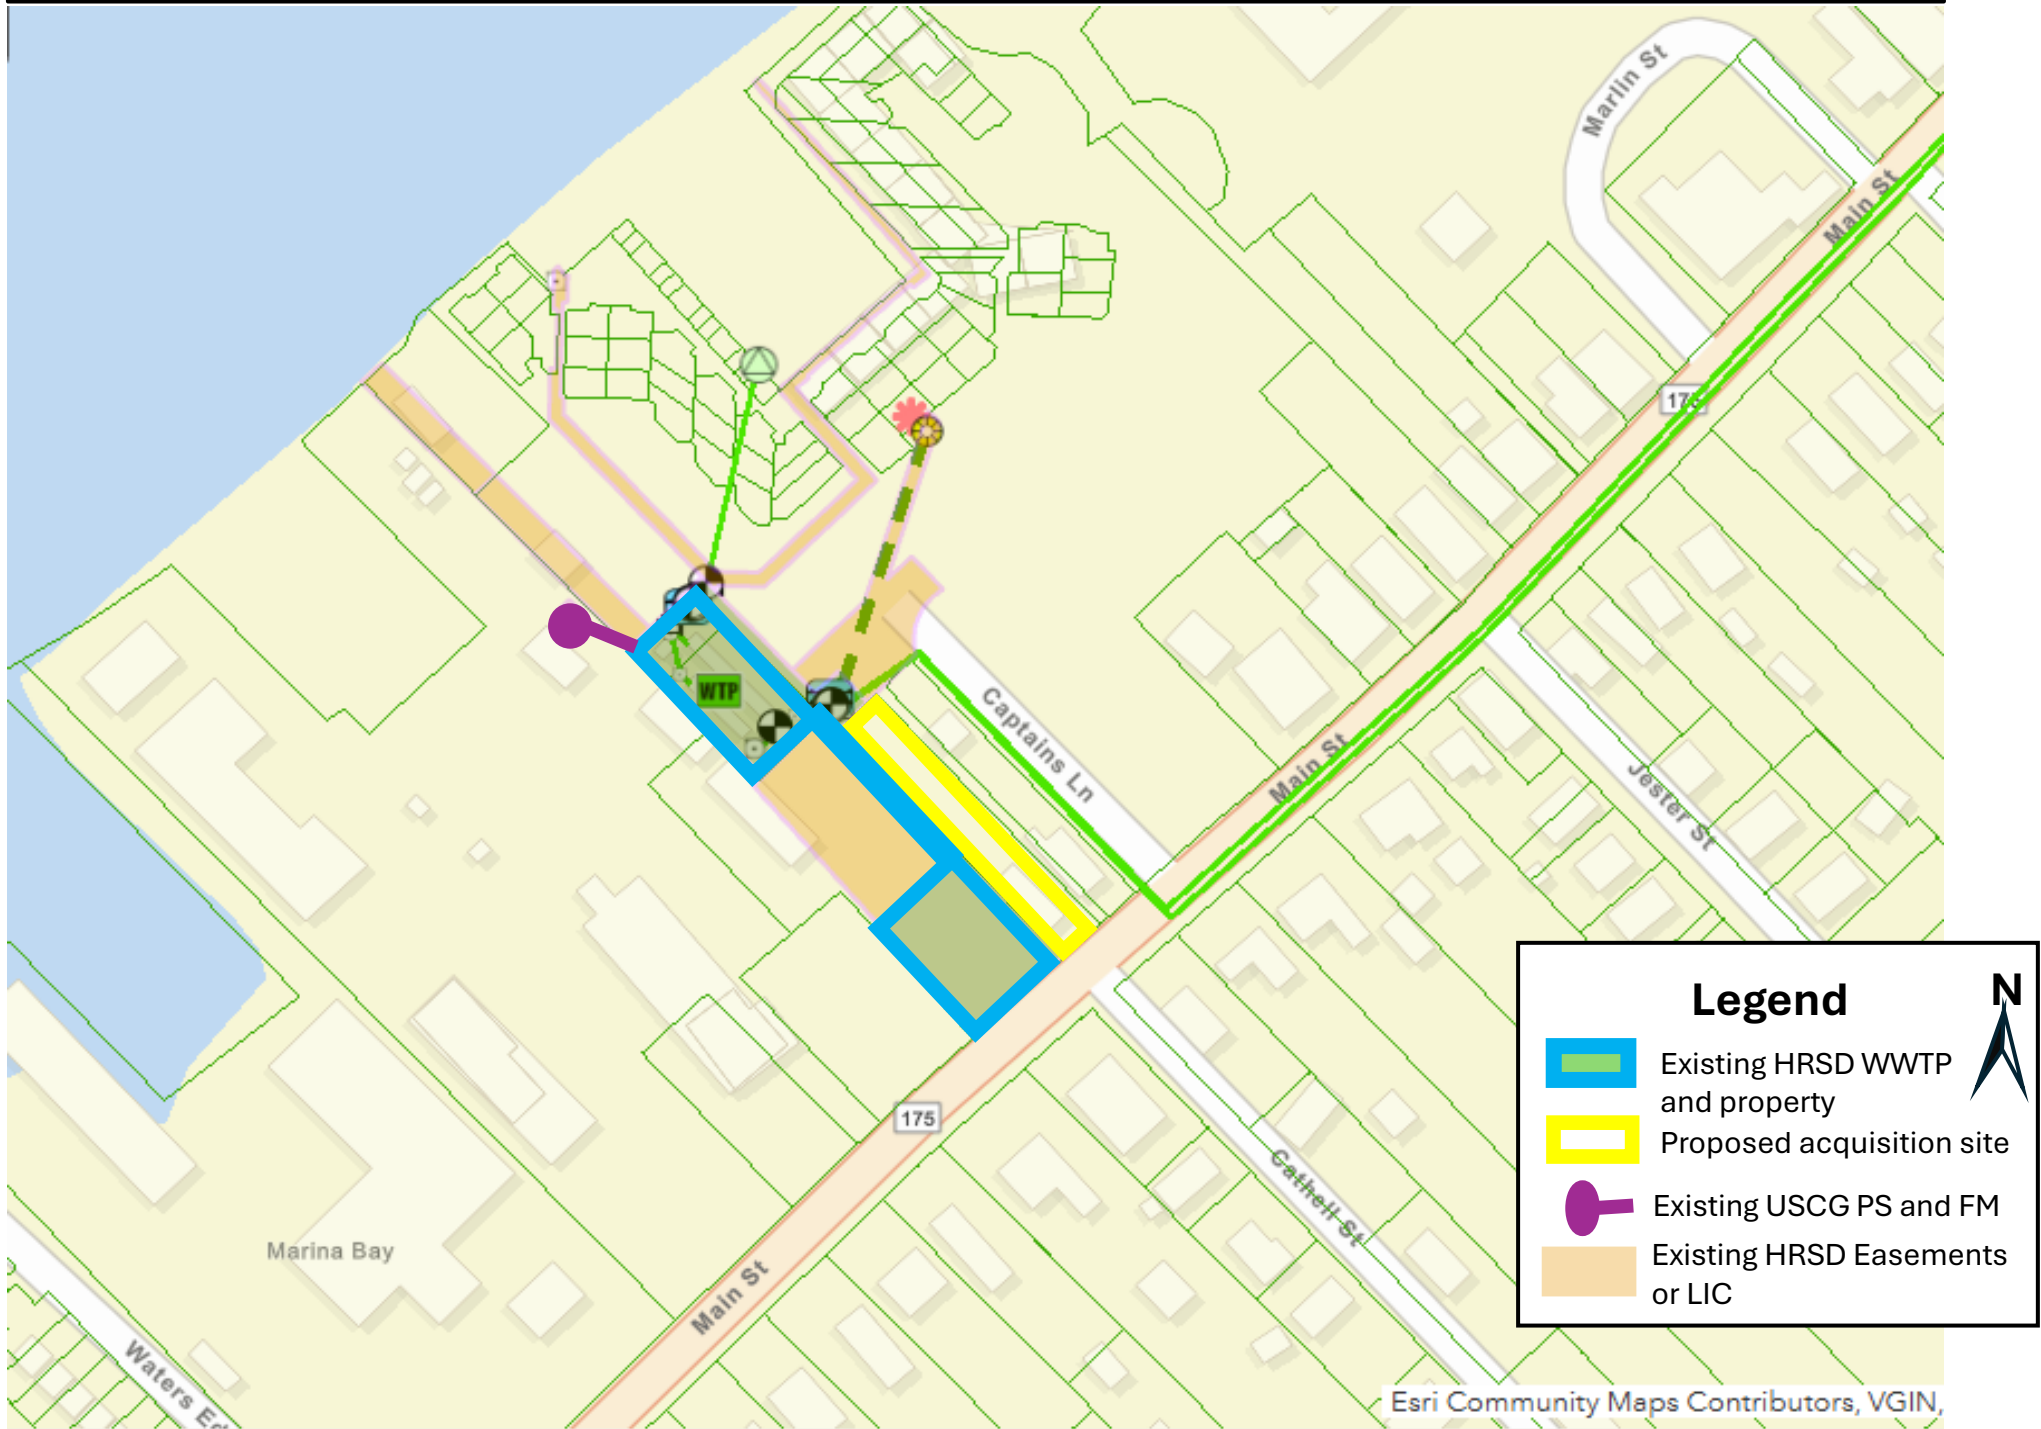 Marlin St
Main St
175
WTP
Captains Ln
Main St
Jester St
Legend
N
Existing HRSD WWTP
and property
Proposed acquisition site
Existing USCG PS and FM
Existing HRSD Easements
or LIC
175
Cathell St
Marina Bay
Main St
Waters Ed
Esri Community Maps Contributors, VGIN,